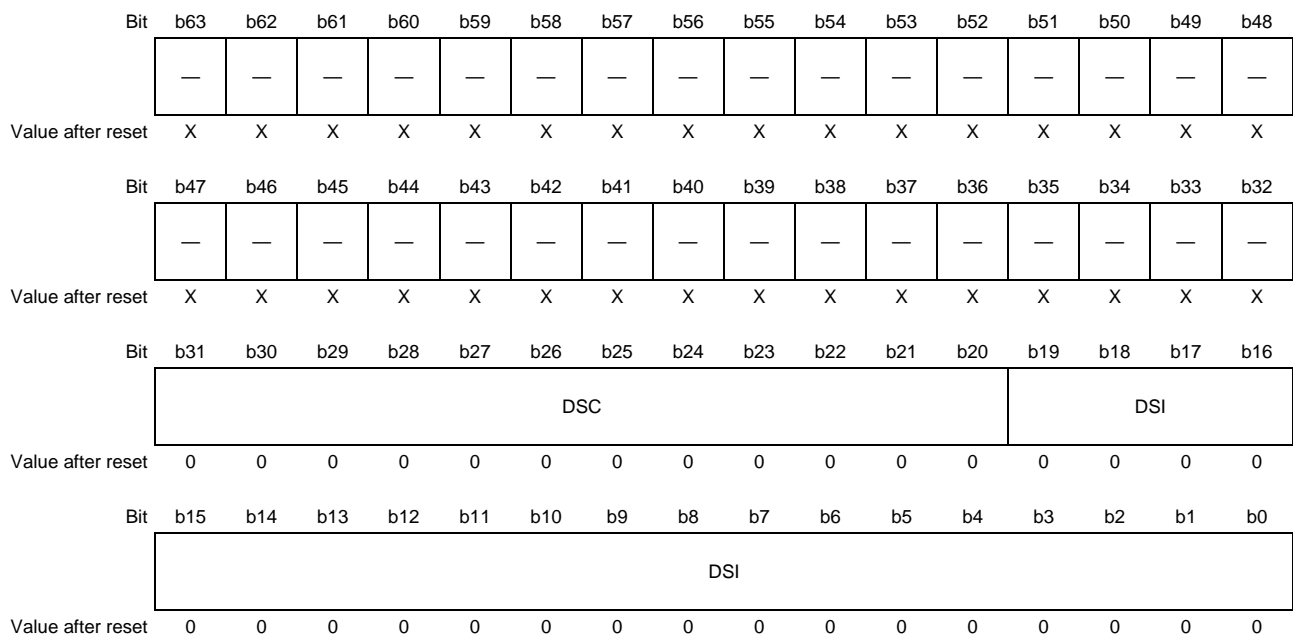 Bit b63 b62 b61 b60 b59 b58 b57 b56 b55 b54 b53 b52 b51 b50 b49 b48
— — — — — — — — — — — — — — — —
Value after reset X X X X X X X X X X X X X X X X
Bit b47 b46 b45 b44 b43 b42 b41 b40 b39 b38 b37 b36 b35 b34 b33 b32
— — — — — — — — — — — — — — — —
Value after reset X X X X X X X X X X X X X X X X
Bit b31 b30 b29 b28 b27 b26 b25 b24 b23 b22 b21 b20 b19 b18 b17 b16
DSC DSI
Value after reset 0 0 0 0 0 0 0 0 0 0 0 0 0 0 0 0
Bit b15 b14 b13 b12 b11 b10 b9 b8 b7 b6 b5 b4 b3 b2 b1 b0
DSI
Value after reset 0 0 0 0 0 0 0 0 0 0 0 0 0 0 0 0